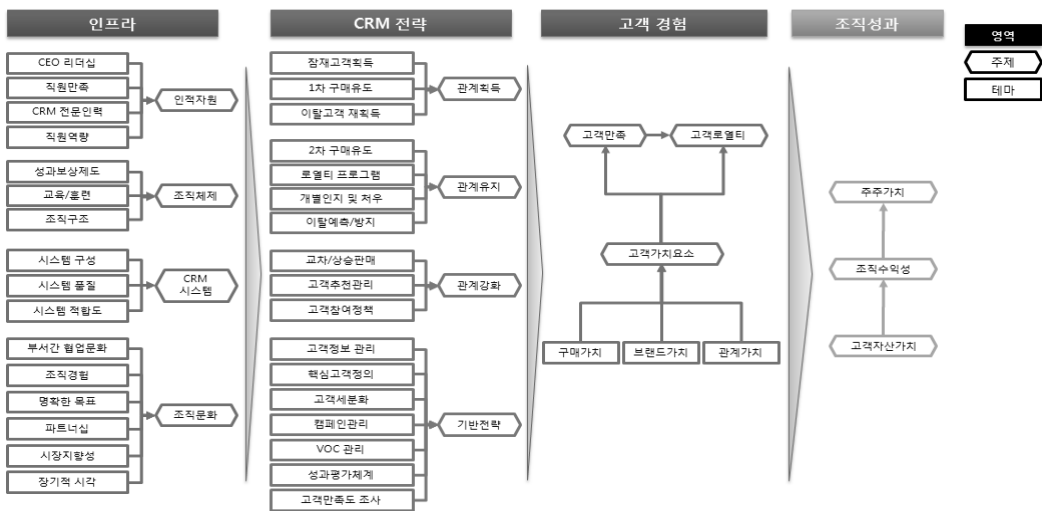 인프라
CEO 리더십
직원만족
CRM 전문인력
직원역량
인적자원
성과보상제도
교육/훈련
조직구조
조직체제
시스템 구성
시스템 품질
시스템 적합도
CRM
시스템
부서간 협업문화
조직경험
명확한 목표
파트너십
시장지향성
장기적 시각
조직문화
CRM 전략
잠재고객획득
1차 구매유도
이탈고객 재획득
관계획득
2차 구매유도
로열티 프로그램
개별인지 및 처우
이탈예측/방지
관계유지
교차/상승판매
고객추천관리
고객참여정책
관계강화
고객정보 관리
핵심고객정의
고객세분화
캠페인관리
VOC 관리
성과평가체계
고객만족도 조사
기반전략
고객 경험
고객만족
고객로열티
고객가치요소
구매가치
브랜드가치
관계가치
조직성과
주주가치
조직수익성
고객자산가치
영역
주제
테마